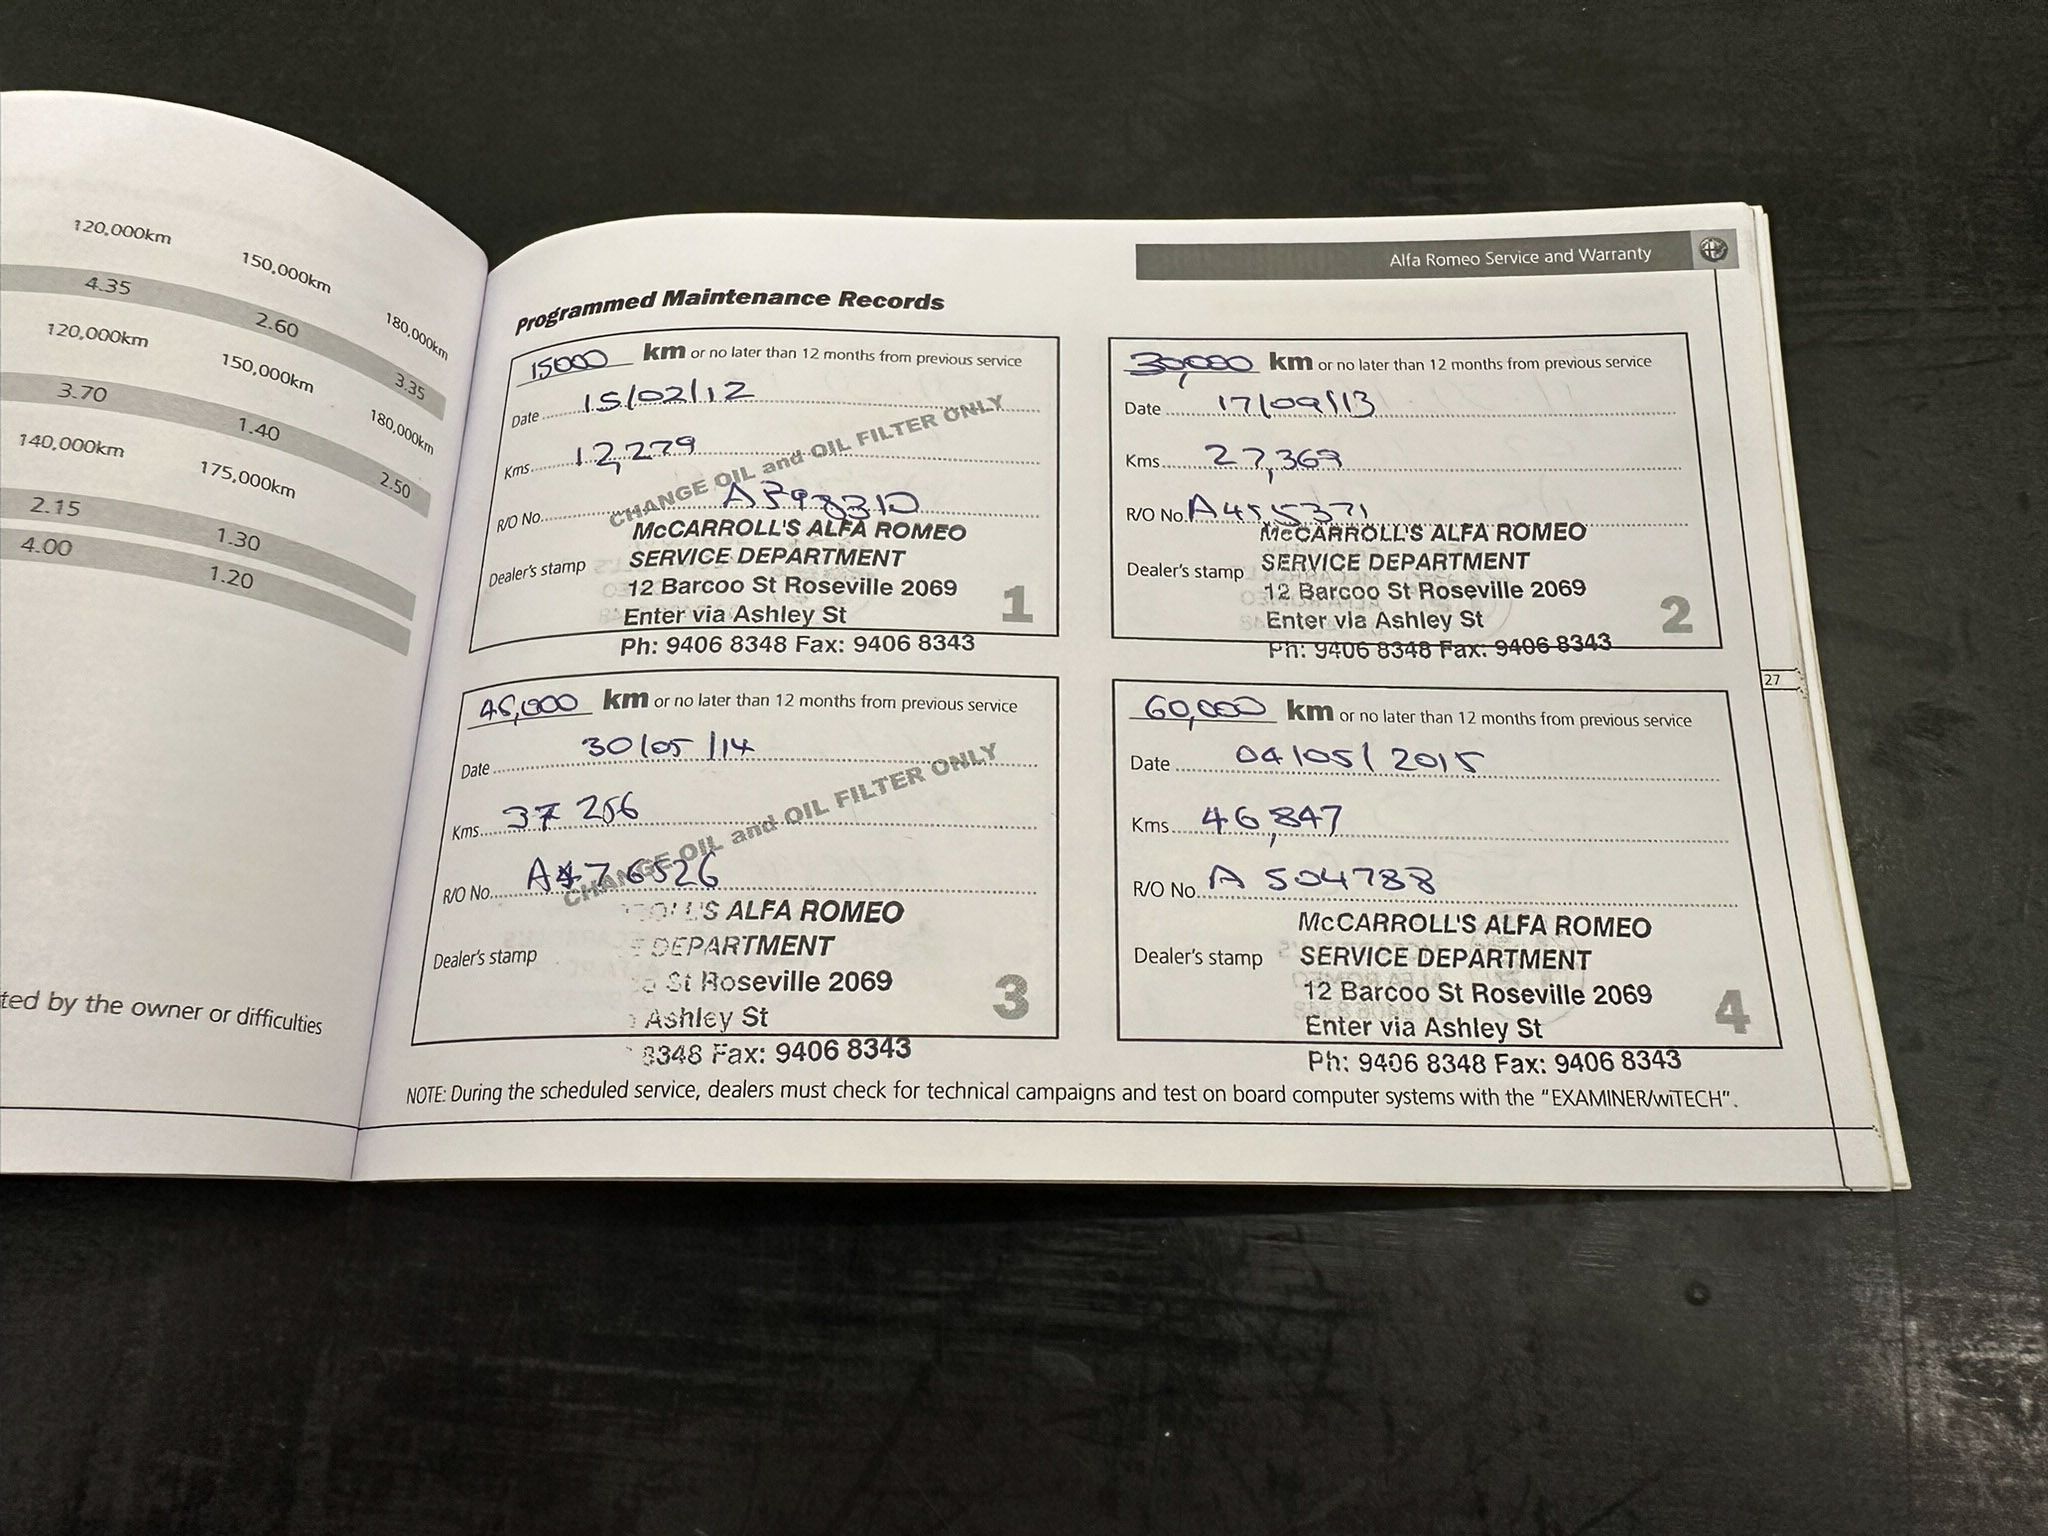 120,000km 150,000km 180,000km
4.35 2.60 3.35
120,000km 150,000km 180,000km
3.70 1.40 2.50
140,000km 175,000km
2.15 1.30
4.00 1.20
ted by the owner or difficulties
Alfa Romeo Service and Warranty
Programmed Maintenance Records
15000 km or no later than 12 months from previous service
Date 15/02/12
Kms 12,279
CHANGE OIL and OIL FILTER ONLY
R/O No. A398310
McCARROLL'S ALFA ROMEO
SERVICE DEPARTMENT
Dealer's stamp
12 Barcoo St Roseville 2069
Enter via Ashley St
1
Ph: 9406 8348 Fax: 9406 8343
30,000 km or no later than 12 months from previous service
Date 17/09/13
Kms 27,369
R/O No. A455371
McCARROLL'S ALFA ROMEO
SERVICE DEPARTMENT
Dealer's stamp
12 Barcoo St Roseville 2069
Enter via Ashley St
2
Ph: 9406 8348 Fax: 9406 8343
45,000 km or no later than 12 months from previous service
Date 30/05/14
Kms 37 256
CHANGE OIL and OIL FILTER ONLY
R/O No. A476526
'S ALFA ROMEO
DEPARTMENT
Dealer's stamp
St Roseville 2069
Ashley St
3
8348 Fax: 9406 8343
60,000 km or no later than 12 months from previous service
Date 04/05/2015
Kms 46,847
R/O No. A 504788
McCARROLL'S ALFA ROMEO
Dealer's stamp SERVICE DEPARTMENT
12 Barcoo St Roseville 2069
Enter via Ashley St
4
Ph: 9406 8348 Fax: 9406 8343
NOTE: During the scheduled service, dealers must check for technical campaigns and test on board computer systems with the "EXAMINER/wiTECH".
27